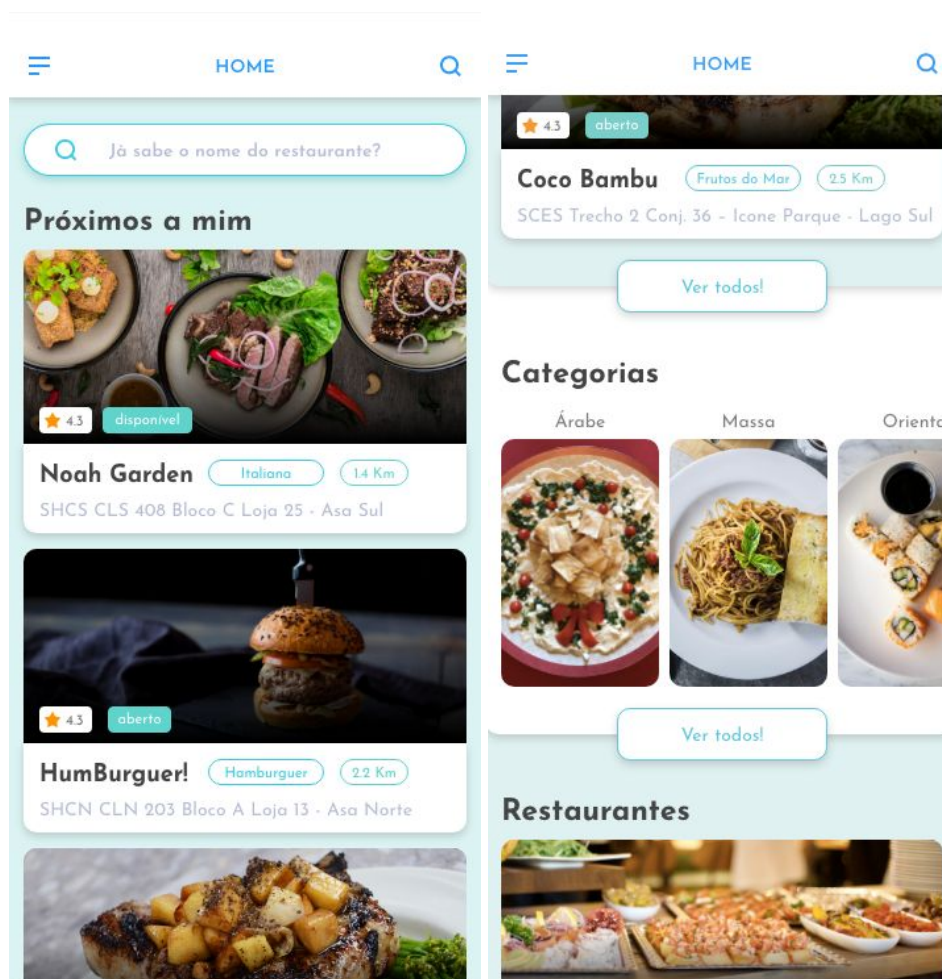 HOME
Já sabe o nome do restaurante?
Próximos a mim
4.3 disponível
Noah Garden Italiana 1.4 Km
SHCS CLS 408 Bloco C Loja 25 - Asa Sul
4.3 aberto
HumBurguer! Hamburguer 2.2 Km
SHCN CLN 203 Bloco A Loja 13 - Asa Norte
HOME
4.3 aberto
Coco Bambu Frutos do Mar 2.5 Km
SCES Trecho 2 Conj. 36 – Icone Parque - Lago Sul
Ver todos!
Categorias
Árabe Massa
Ver todos!
Restaurantes